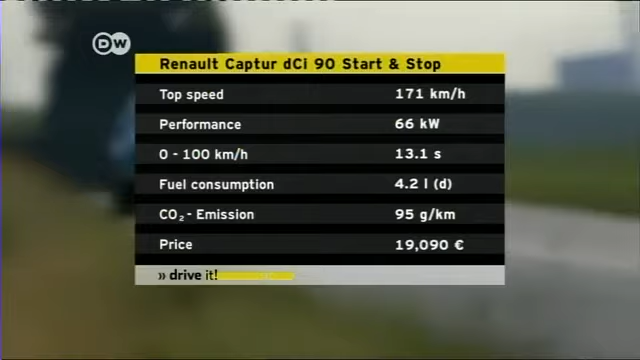 DW
Renault Captur dCi 90 Start & Stop
Top speed 171 km/h
Performance 66 kW
0 - 100 km/h 13.1 s
Fuel consumption 4.2 l (d)
CO₂ - Emission 95 g/km
Price 19,090 €
» drive it!